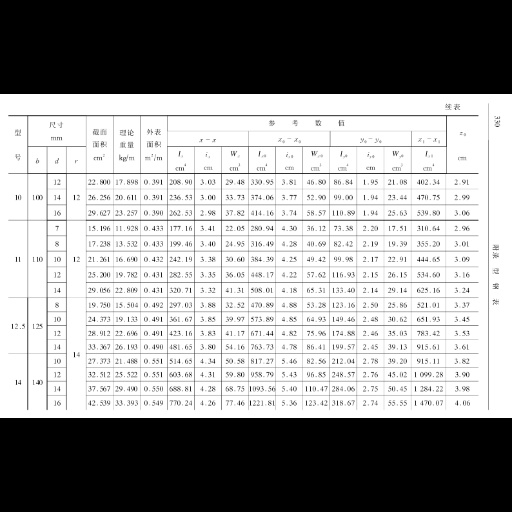 续表
型号 尺寸 mm 截面面积 cm² 理论重量 kg/m 外表面积 m²/m 参考数值 z₀ cm
x－x x₀－x₀ y₀－y₀ x₁－x₁
b d r Iₓ cm⁴ iₓ cm Wₓ cm³ Iₓ₀ cm⁴ iₓ₀ cm Wₓ₀ cm³ Iᵧ₀ cm⁴ iᵧ₀ cm Wᵧ₀ cm³ Iₓ₁ cm⁴
12 22.800 17.898 0.391 208.90 3.03 29.48 330.95 3.81 46.80 86.84 1.95 21.08 402.34 2.91
10 100 14 12 26.256 20.611 0.391 236.53 3.00 33.73 374.06 3.77 52.90 99.00 1.94 23.44 470.75 2.99
16 29.627 23.257 0.390 262.53 2.98 37.82 414.16 3.74 58.57 110.89 1.94 25.63 539.80 3.06
7 15.196 11.928 0.433 177.16 3.41 22.05 280.94 4.30 36.12 73.38 2.20 17.51 310.64 2.96
8 17.238 13.532 0.433 199.46 3.40 24.95 316.49 4.28 40.69 82.42 2.19 19.39 355.20 3.01
11 110 10 12 21.261 16.690 0.432 242.19 3.38 30.60 384.39 4.25 49.42 99.98 2.17 22.91 444.65 3.09
12 25.200 19.782 0.431 282.55 3.35 36.05 448.17 4.22 57.62 116.93 2.15 26.15 534.60 3.16
14 29.056 22.809 0.431 320.71 3.32 41.31 508.01 4.18 65.31 133.40 2.14 29.14 625.16 3.24
8 19.750 15.504 0.492 297.03 3.88 32.52 470.89 4.88 53.28 123.16 2.50 25.86 521.01 3.37
12.5 125 10 24.373 19.133 0.491 361.67 3.85 39.97 573.89 4.85 64.93 149.46 2.48 30.62 651.93 3.45
12 28.912 22.696 0.491 423.16 3.83 41.17 671.44 4.82 75.96 174.88 2.46 35.03 783.42 3.53
14 14 33.367 26.193 0.490 481.65 3.80 54.16 763.73 4.78 86.41 199.57 2.45 39.13 915.61 3.61
10 27.373 21.488 0.551 514.65 4.34 50.58 817.27 5.46 82.56 212.04 2.78 39.20 915.11 3.82
14 140 12 32.512 25.522 0.551 603.68 4.31 59.80 958.79 5.43 96.85 248.57 2.76 45.02 1 099.28 3.90
14 37.567 29.490 0.550 688.81 4.28 68.75 1093.56 5.40 110.47 284.06 2.75 50.45 1 284.22 3.98
16 42.539 33.393 0.549 770.24 4.26 77.46 1221.81 5.36 123.42 318.67 2.74 55.55 1 470.07 4.06
330
附录 型钢表